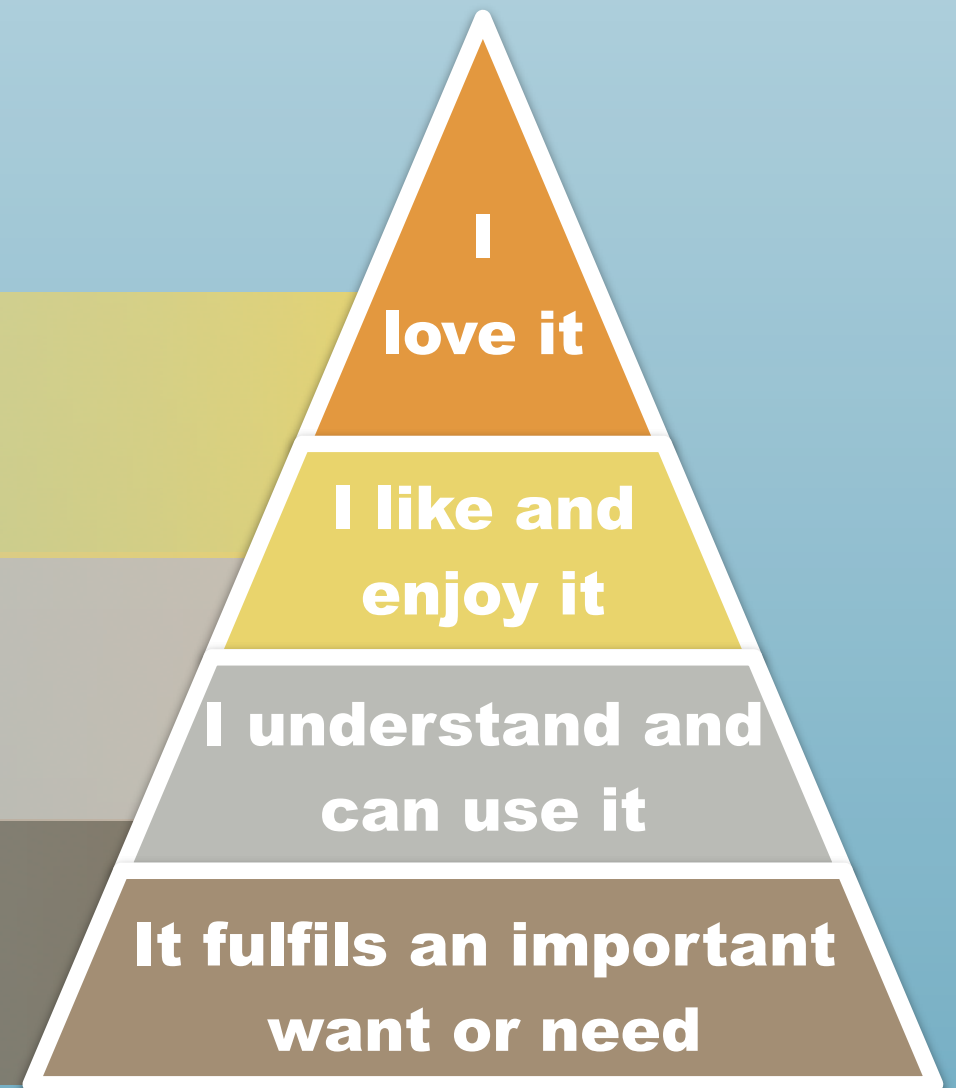 I
love it
I like and
enjoy it
I understand and
can use it
It fulfils an important
want or need